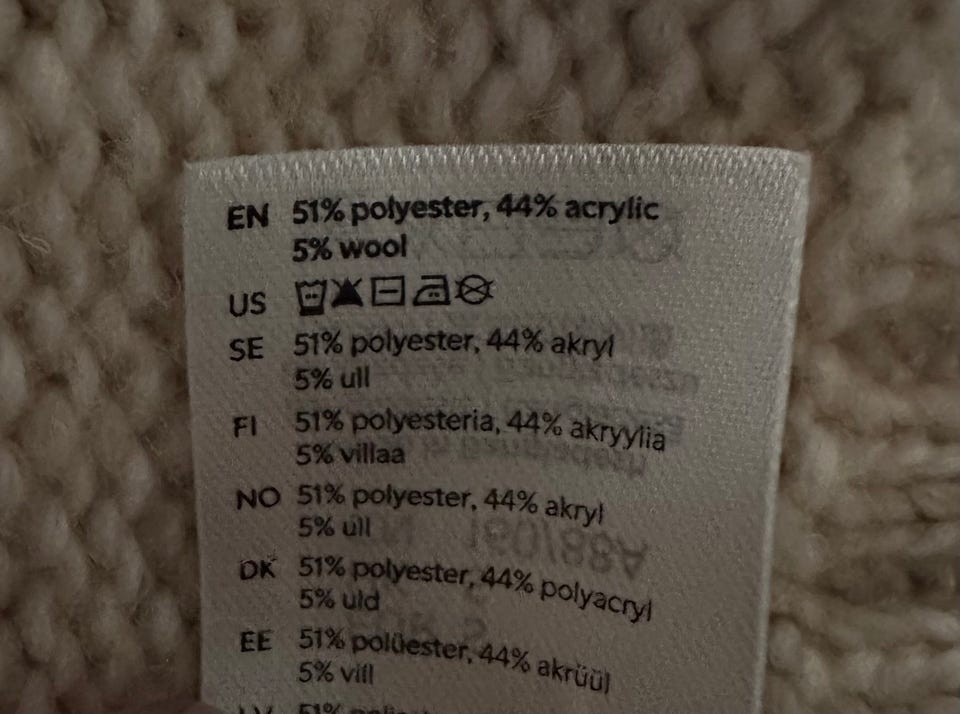 EN 51% polyester, 44% acrylic
5% wool
US
SE 51% polyester, 44% akryl
5% ull
FI 51% polyesteria, 44% akryylia
5% villaa
NO 51% polyester, 44% akryl
5% ull
DK 51% polyester, 44% polyacryl
5% uld
EE 51% polüester, 44% akrüül
5% vill
LV 51%